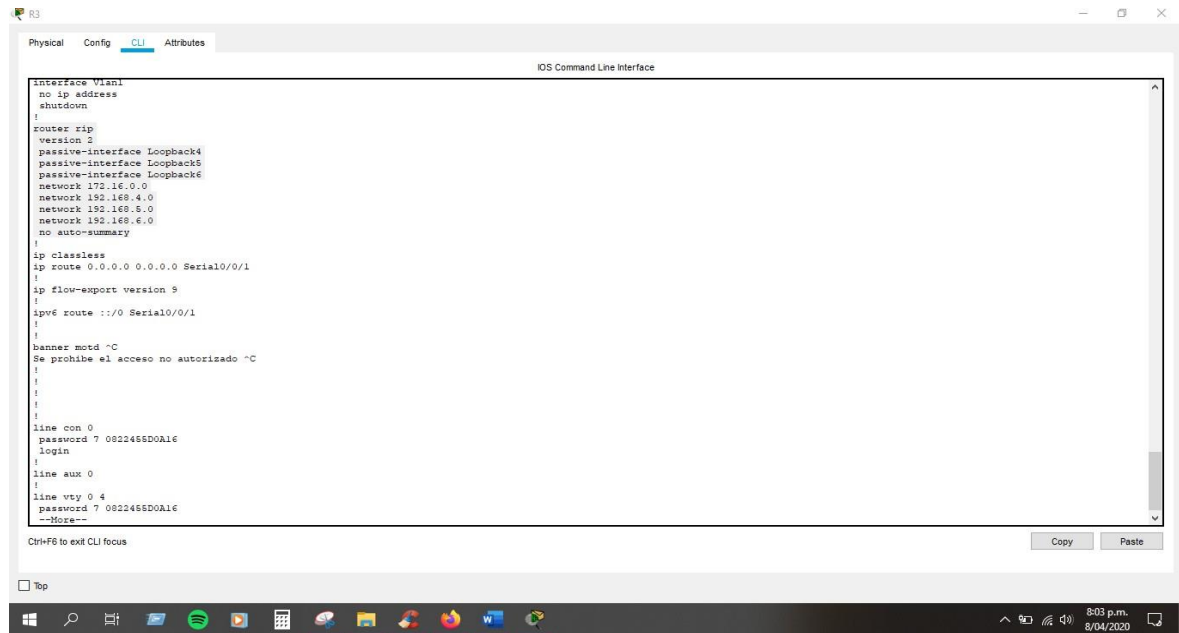 R3
Physical Config CLI Attributes
IOS Command Line Interface
interface Vlan1
no ip address
shutdown
!
router rip
version 2
passive-interface Loopback4
passive-interface Loopback5
passive-interface Loopback6
network 172.16.0.0
network 192.168.4.0
network 192.168.5.0
network 192.168.6.0
no auto-summary
!
ip classless
ip route 0.0.0.0 0.0.0.0 Serial0/0/1
!
ip flow-export version 9
!
ipv6 route ::/0 Serial0/0/1
!
!
banner motd ^C
Se prohibe el acceso no autorizado ^C
!
!
!
!
!
line con 0
password 7 0822455D0A16
login
!
line aux 0
!
line vty 0 4
password 7 0822455D0A16
--More--
Ctrl+F6 to exit CLI focus
Copy Paste
Top
8:03 p.m.
8/04/2020